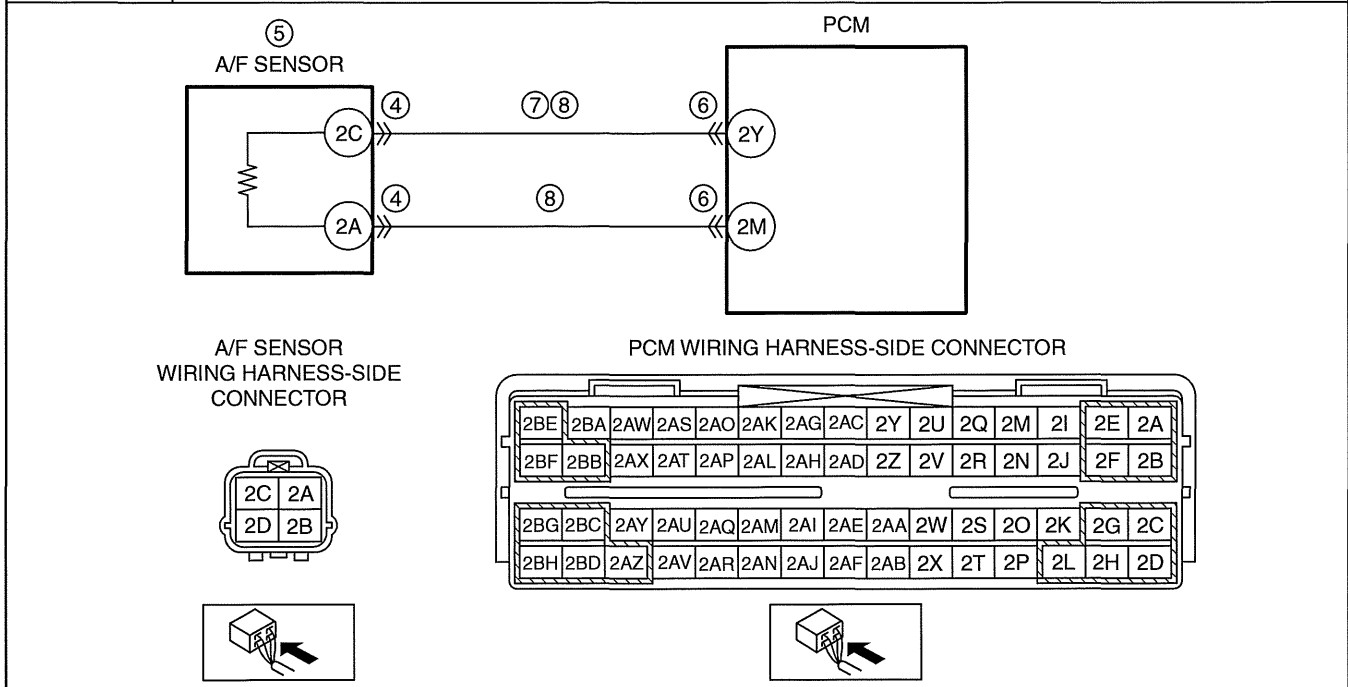 PCM
⑤
A/F SENSOR
④ ⑦⑧ ⑥
2C 2Y
④ ⑧ ⑥
2A 2M
A/F SENSOR
WIRING HARNESS-SIDE
CONNECTOR
2C 2A
2D 2B
PCM WIRING HARNESS-SIDE CONNECTOR
2BE 2BA 2AW 2AS 2AO 2AK 2AG 2AC 2Y 2U 2Q 2M 2I 2E 2A
2BF 2BB 2AX 2AT 2AP 2AL 2AH 2AD 2Z 2V 2R 2N 2J 2F 2B
2BG 2BC 2AY 2AU 2AQ 2AM 2AI 2AE 2AA 2W 2S 2O 2K 2G 2C
2BH 2BD 2AZ 2AV 2AR 2AN 2AJ 2AF 2AB 2X 2T 2P 2L 2H 2D